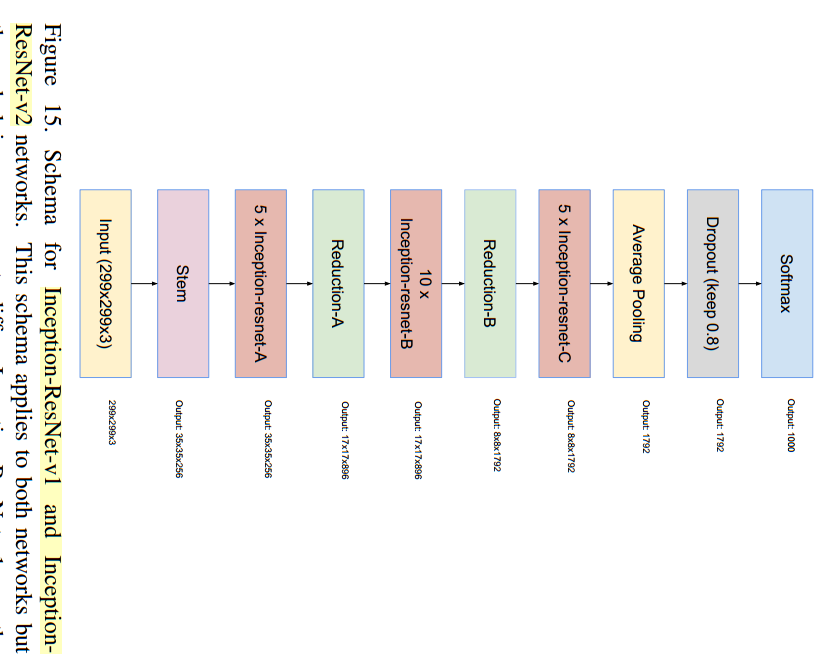 Softmax
Output: 1000
Dropout (keep 0.8)
Output: 1792
Average Pooling
Output: 1792
5 x Inception-resnet-C
Output: 8x8x1792
Reduction-B
Output: 8x8x1792
10 x
Inception-resnet-B
Output: 17x17x896
Reduction-A
Output: 17x17x896
5 x Inception-resnet-A
Output: 35x35x256
Stem
Output: 35x35x256
Input (299x299x3)
299x299x3
Figure 15. Schema for Inception-ResNet-v1 and Inception-
ResNet-v2 networks. This schema applies to both networks but